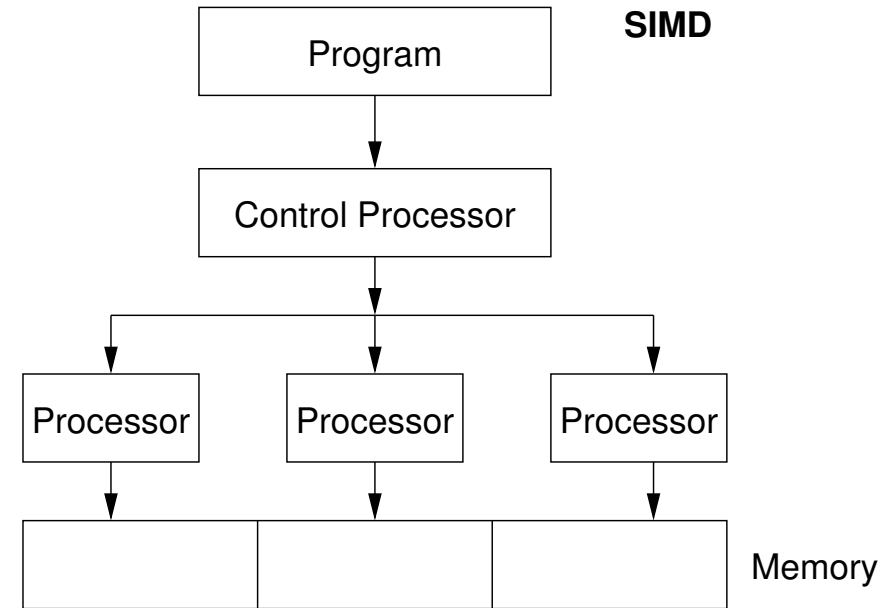 SIMD
Program
Control Processor
Processor
Processor
Processor
Memory